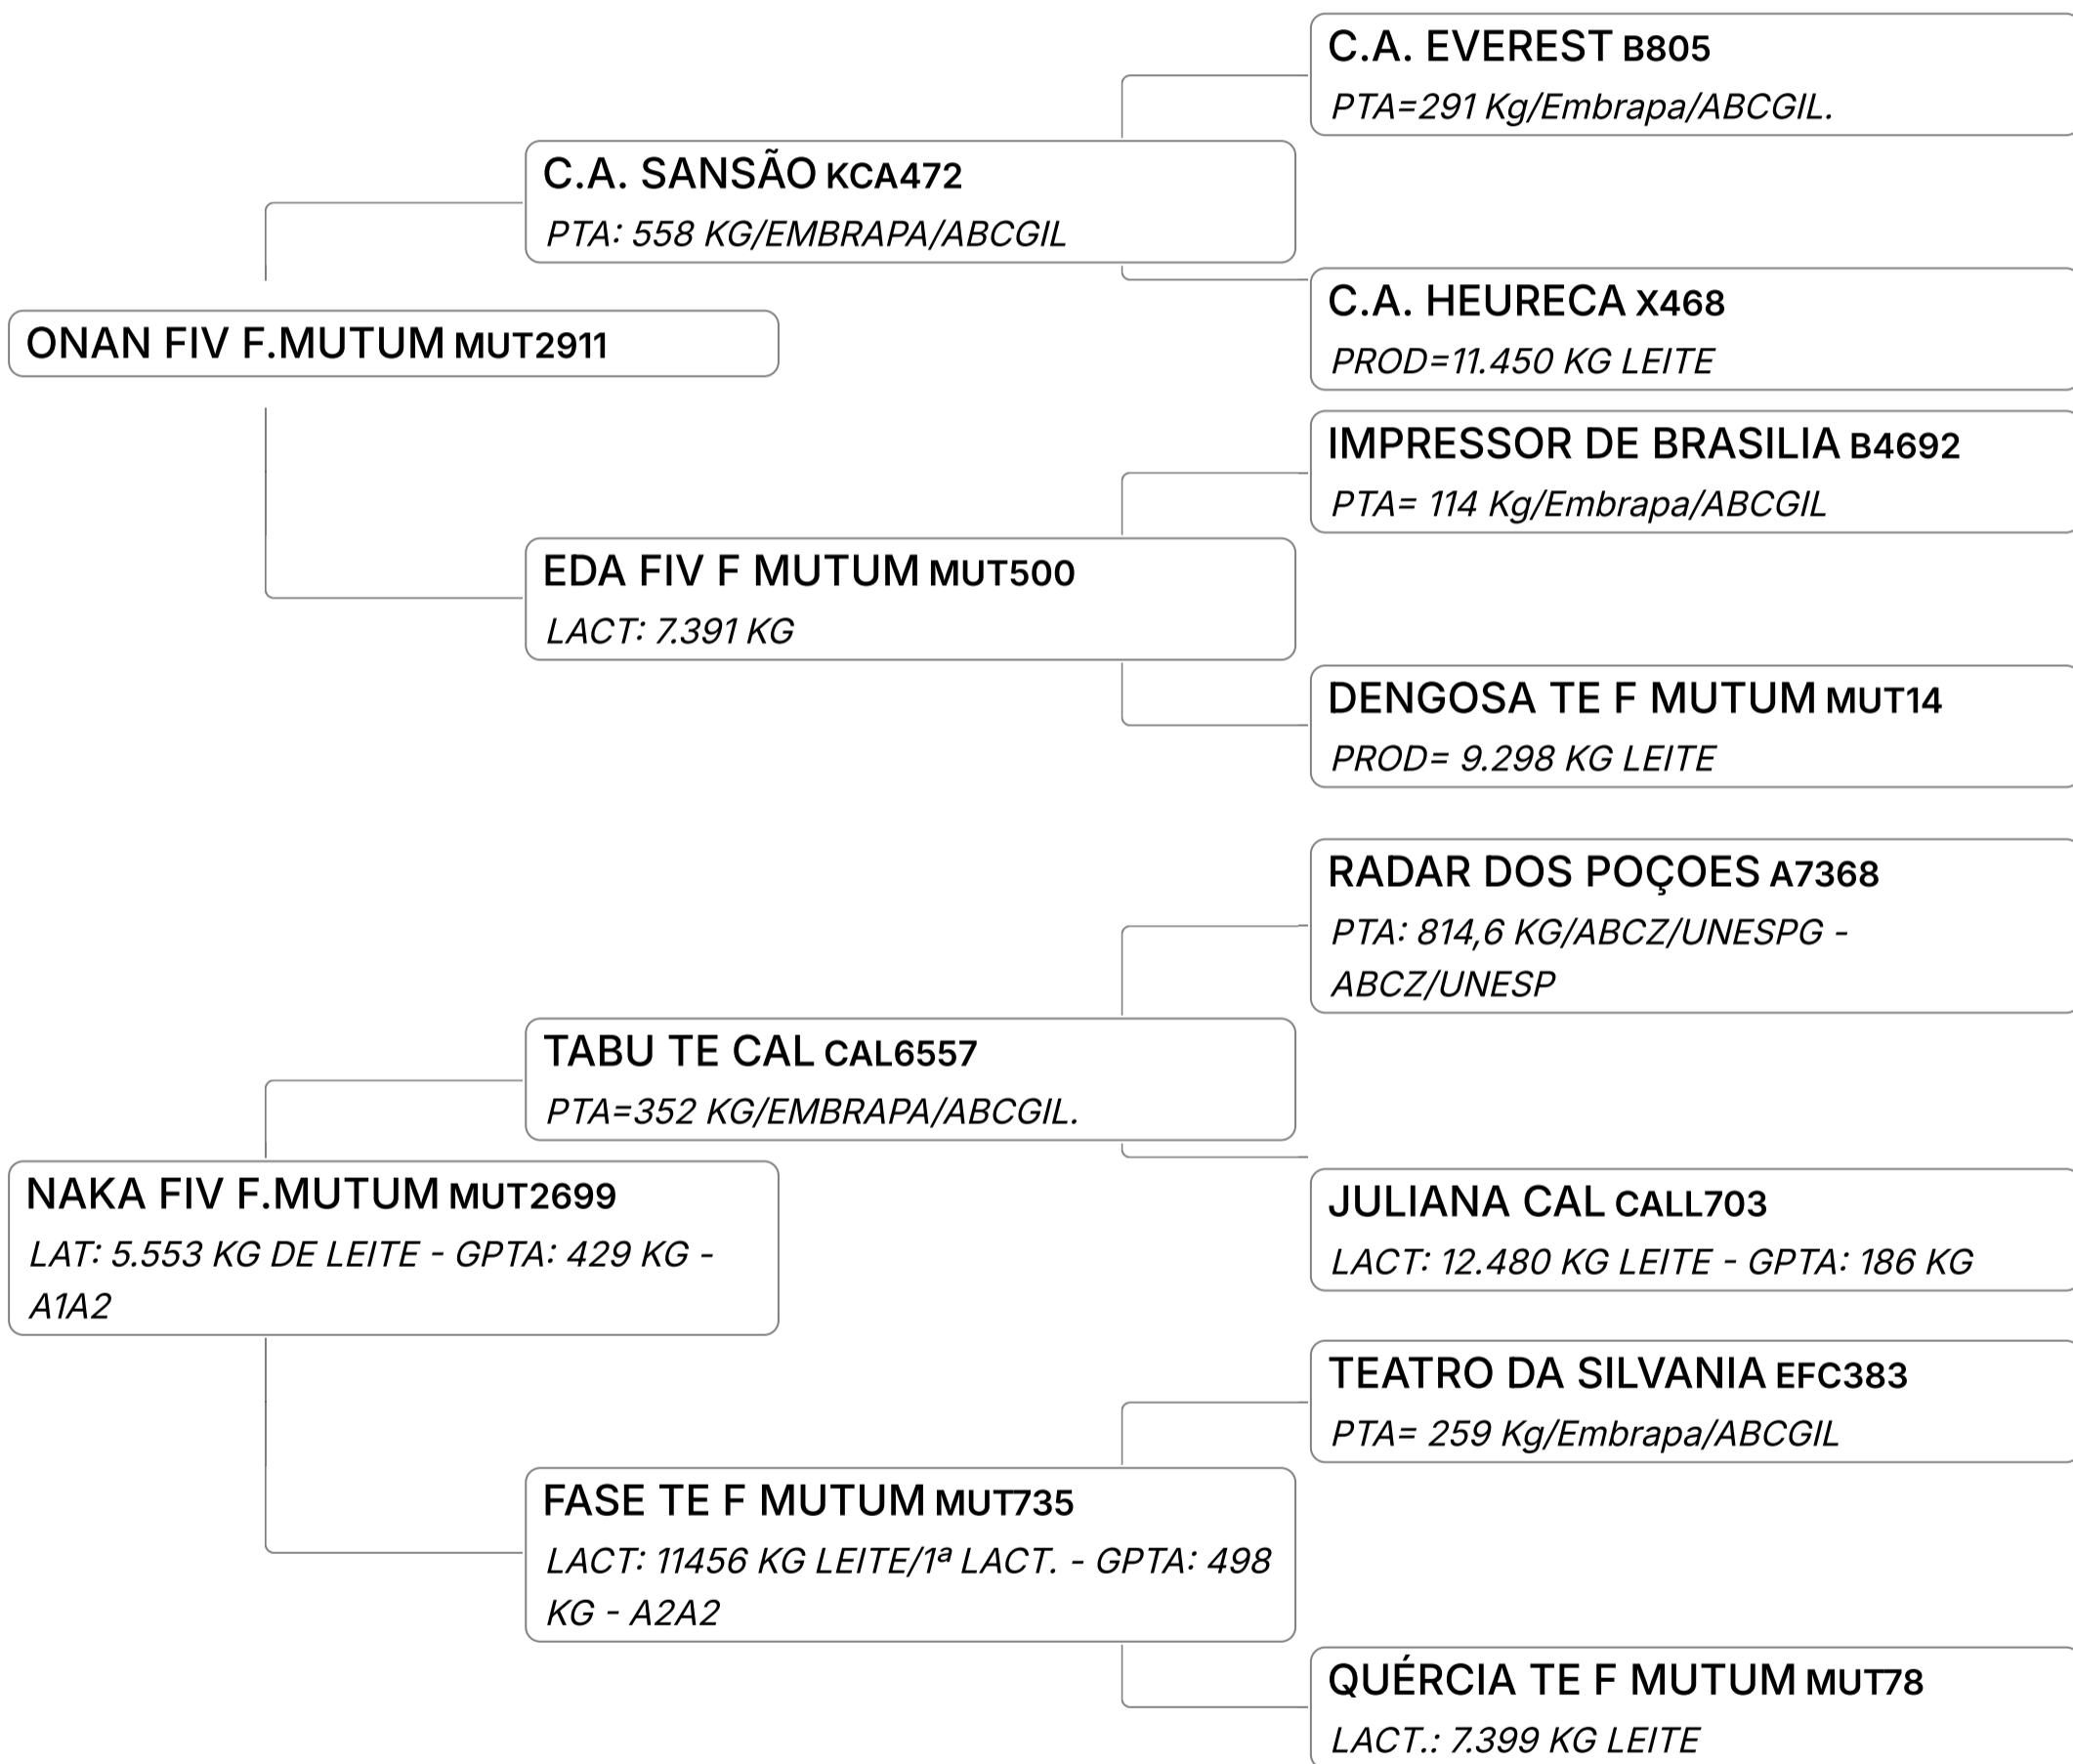 C.A. EVEREST B805
PTA=291 Kg/Embrapa/ABCGIL.
C.A. SANSÃO KCA472
PTA: 558 KG/EMBRAPA/ABCGIL
C.A. HEURECA X468
PROD=11.450 KG LEITE
ONAN FIV F.MUTUM MUT2911
IMPRESSOR DE BRASILIA B4692
PTA= 114 Kg/Embrapa/ABCGIL
EDA FIV F MUTUM MUT500
LACT: 7.391 KG
DENGOSA TE F MUTUM MUT14
PROD= 9.298 KG LEITE
RADAR DOS POÇOES A7368
PTA: 814,6 KG/ABCZ/UNESPG -
ABCZ/UNESP
TABU TE CAL CAL6557
PTA=352 KG/EMBRAPA/ABCGIL.
JULIANA CAL CALL703
LACT: 12.480 KG LEITE - GPTA: 186 KG
NAKA FIV F.MUTUM MUT2699
LAT: 5.553 KG DE LEITE - GPTA: 429 KG -
A1A2
TEATRO DA SILVANIA EFC383
PTA= 259 Kg/Embrapa/ABCGIL
FASE TE F MUTUM MUT735
LACT: 11456 KG LEITE/1ª LACT. - GPTA: 498
KG - A2A2
QUÉRCIA TE F MUTUM MUT78
LACT.: 7.399 KG LEITE